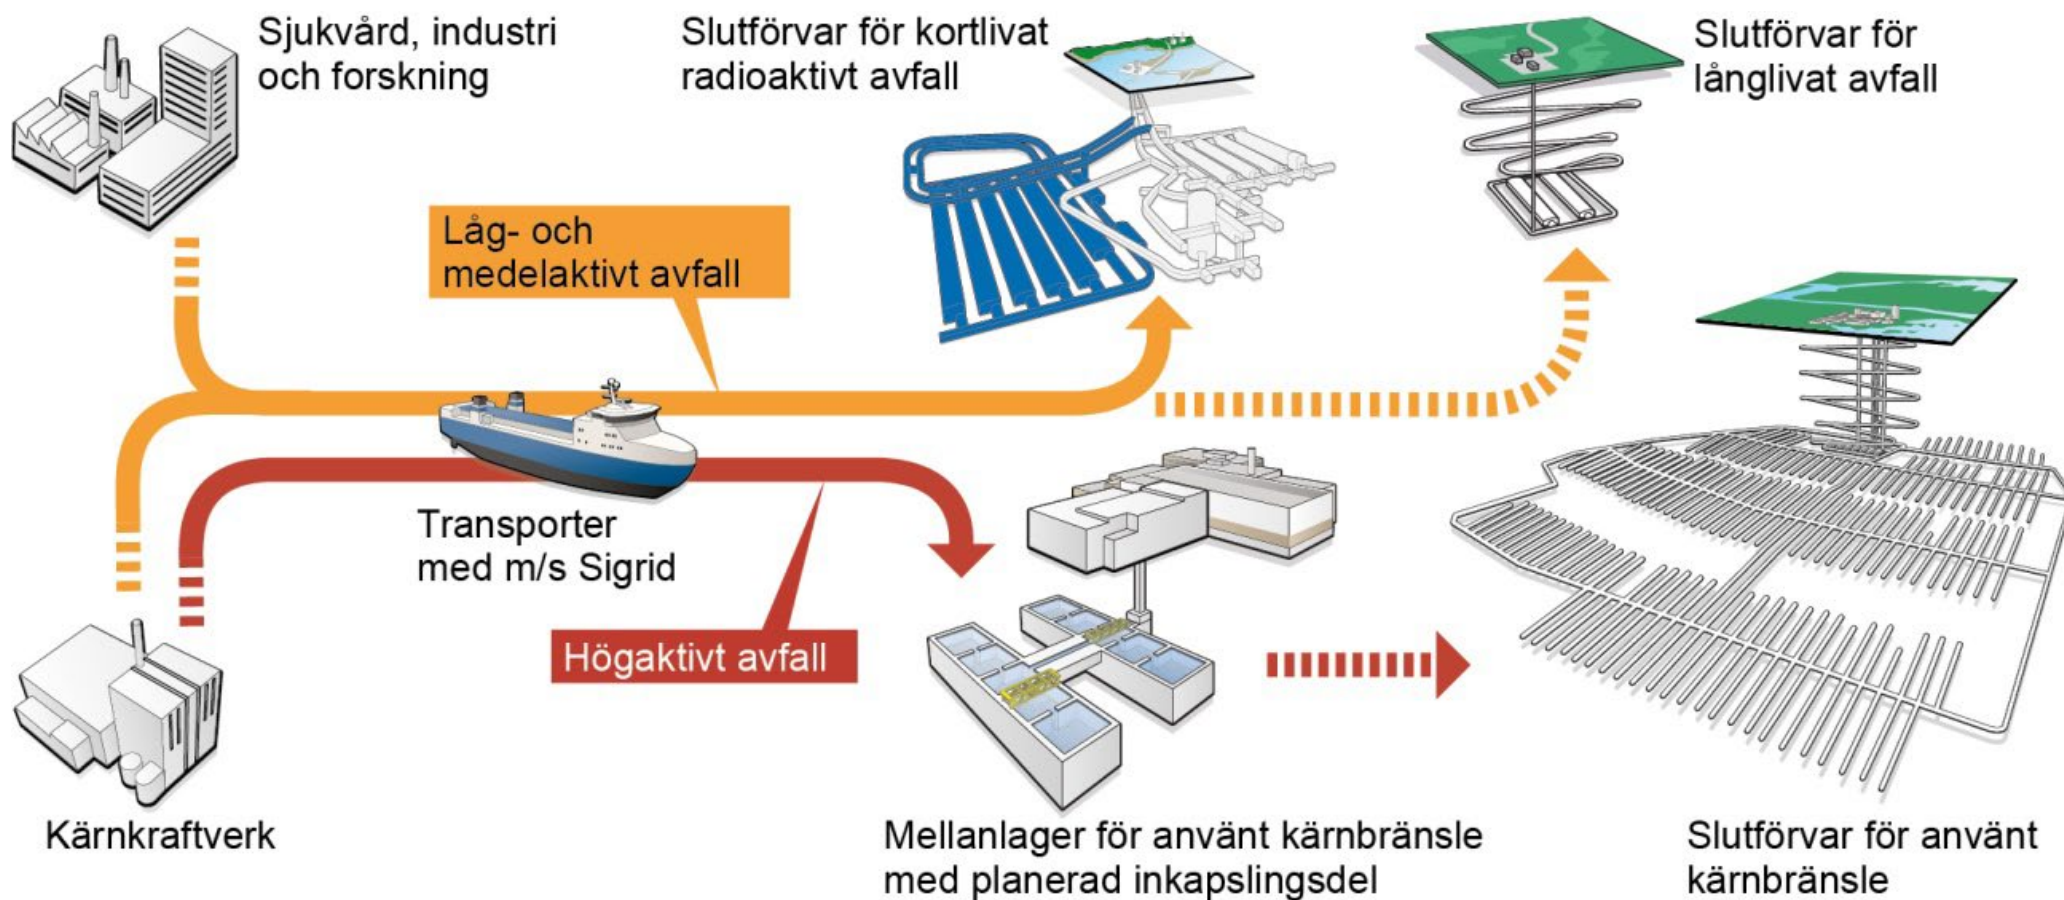 Sjukvård, industri
och forskning
Slutförvar för kortlivat
radioaktivt avfall
Slutförvar för
långlivat avfall
Låg- och
medelaktivt avfall
Transporter
med m/s Sigrid
Högaktivt avfall
Kärnkraftverk
Mellanlager för använt kärnbränsle
med planerad inkapslingsdel
Slutförvar för använt
kärnbränsle